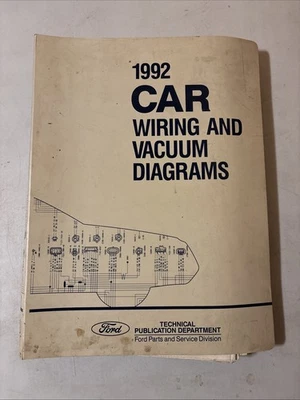 1992
CAR
WIRING AND
VACUUM
DIAGRAMS
Ford
TECHNICAL
PUBLICATION DEPARTMENT
Ford Parts and Service Division